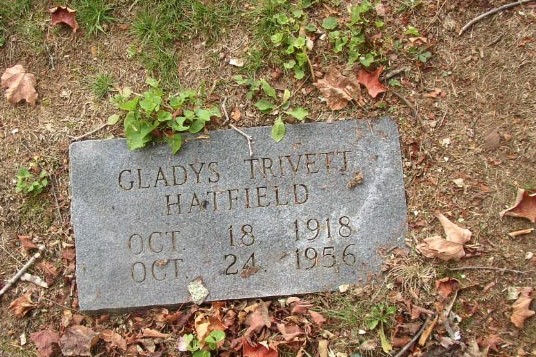 GLADYS TRIVETT
HATFIELD
OCT. 18 1918
OCT. 24 1956